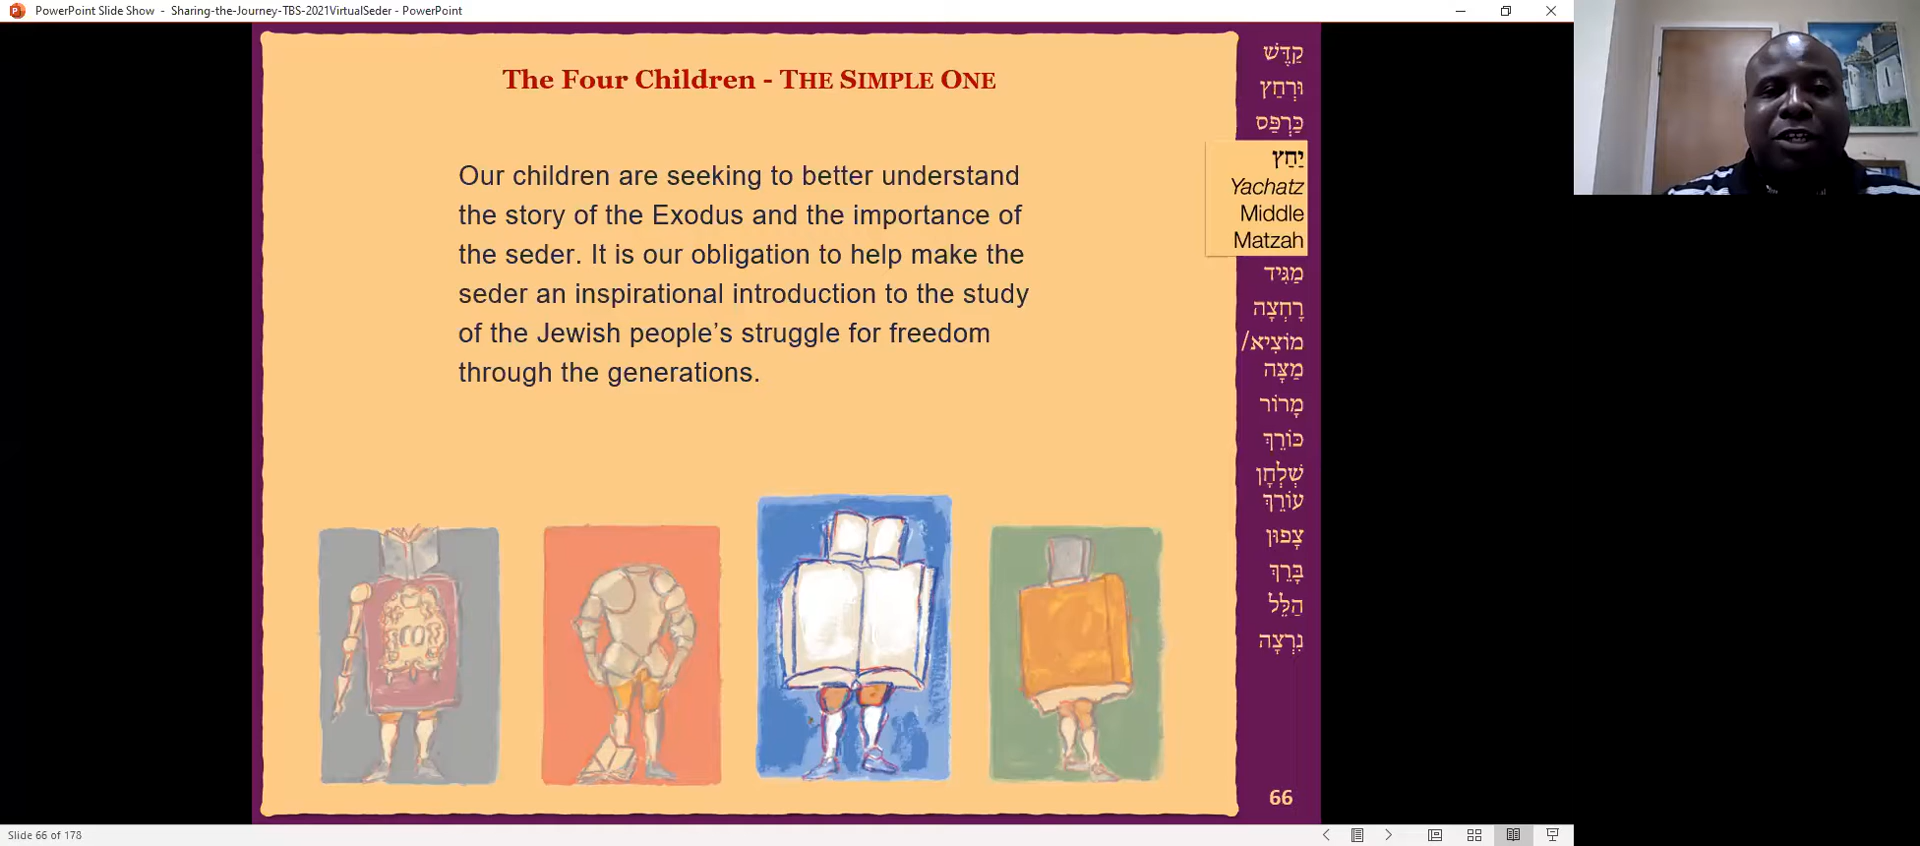 PowerPoint Slide Show - Sharing-the-Journey-TBS-2021VirtualSeder - PowerPoint
The Four Children - THE SIMPLE ONE
Our children are seeking to better understand
the story of the Exodus and the importance of
the seder. It is our obligation to help make the
seder an inspirational introduction to the study
of the Jewish people’s struggle for freedom
through the generations.
קַדֶּשׁ
וּרְחַץ
כַּרְפַּס
יַחַץ
Yachatz
Middle
Matzah
מַגִּיד
רָחְצָה
מוֹצִיא/
מַצָּה
מָרוֹר
כּוֹרֵךְ
שֻׁלְחָן
עוֹרֵךְ
צָפוּן
בָּרֵךְ
הַלֵּל
נִרְצָה
66
Slide 66 of 178